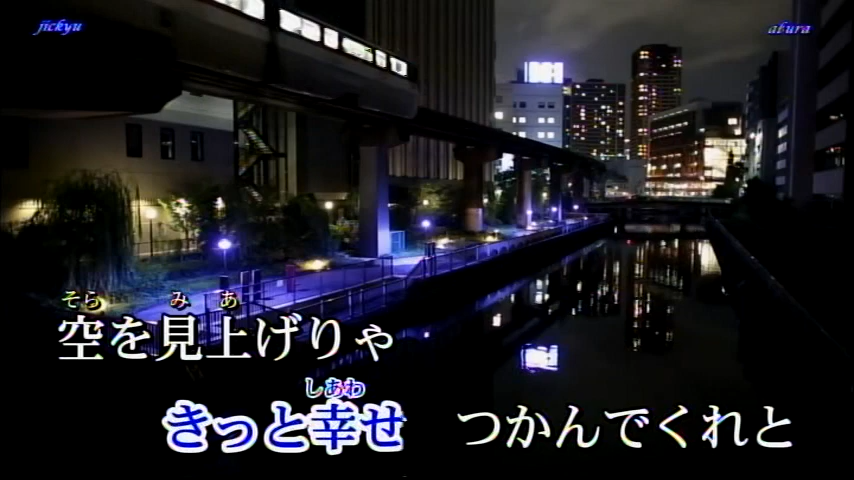 jickyu
abura
そら み あ
空を見上げりゃ
しあわ
きっと幸せ つかんでくれと